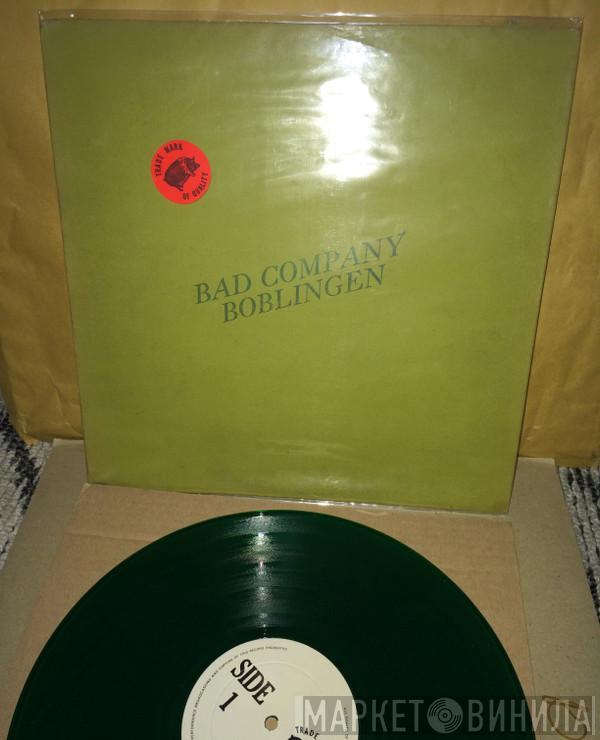 TRADE MARK
OF QUALITY
BAD COMPANY
BOBLINGEN
SIDE
1
TRADE
МАРКЕТ ВИНИЛА